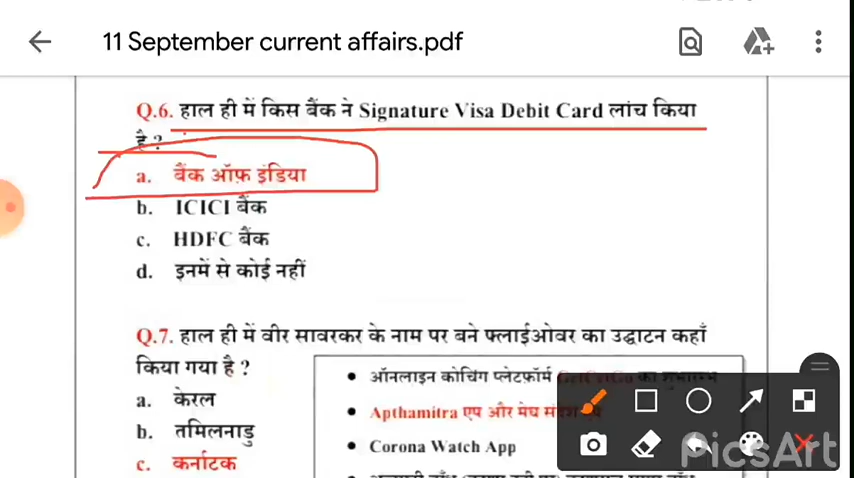 11 September current affairs.pdf
Q.6. हाल ही में किस बैंक ने Signature Visa Debit Card लांच किया
है ?
a. बैंक ऑफ़ इंडिया
b. ICICI बैंक
c. HDFC बैंक
d. इनमें से कोई नहीं
Q.7. हाल ही में वीर सावरकर के नाम पर बने फ्लाईओवर का उद्घाटन कहाँ
किया गया है ?
a. केरल
b. तमिलनाडु
c. कर्नाटक
• ऑनलाइन कोचिंग प्लेटफ़ॉर्म
• Apthamitra एप और मेघ
• Corona Watch App
PicsArt